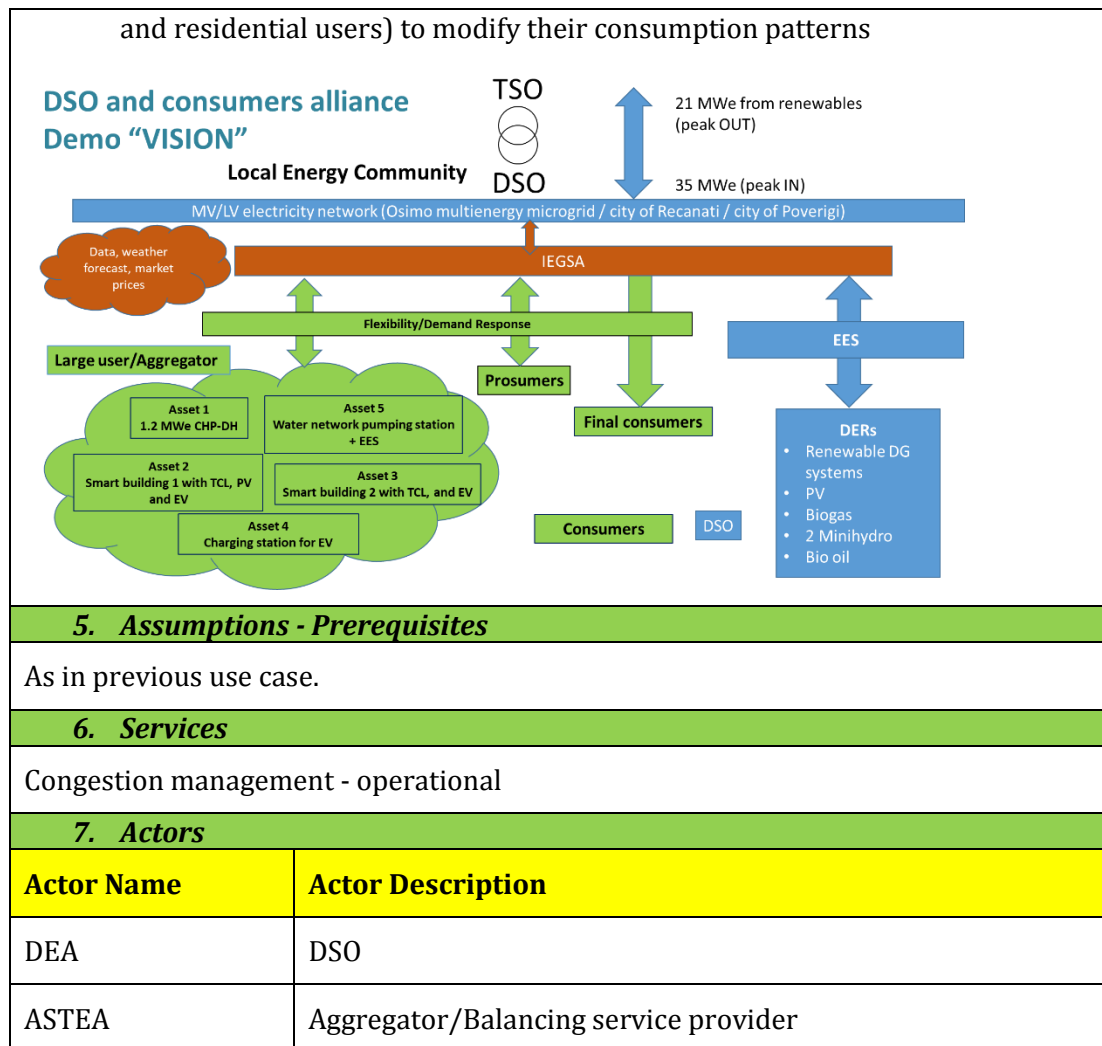 and residential users) to modify their consumption patterns
DSO and consumers alliance
Demo “VISION”
TSO
DSO
21 MWe from renewables
(peak OUT)
35 MWe (peak IN)
Local Energy Community
MV/LV electricity network (Osimo multienergy microgrid / city of Recanati / city of Poverigi)
Data, weather
forecast, market
prices
IEGSA
Flexibility/Demand Response
EES
Large user/Aggregator
Prosumers
Final consumers
Asset 1
1.2 MWe CHP-DH
Asset 5
Water network pumping station
+ EES
Asset 2
Smart building 1 with TCL, PV
and EV
Asset 3
Smart building 2 with TCL, and EV
Asset 4
Charging station for EV
Consumers
DSO
DERs
• Renewable DG
systems
• PV
• Biogas
• 2 Minihydro
• Bio oil
5. Assumptions - Prerequisites
As in previous use case.
6. Services
Congestion management - operational
7. Actors
Actor Name Actor Description
DEA DSO
ASTEA Aggregator/Balancing service provider